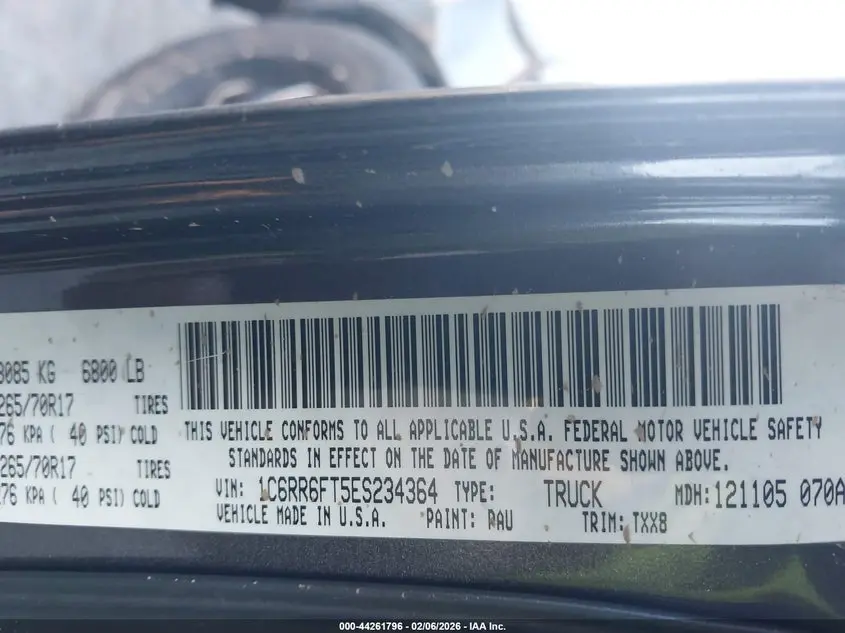 3085 KG 6800 LB
265/70R17 TIRES
76 KPA ( 40 PSI) COLD
265/70R17 TIRES
276 KPA ( 40 PSI) COLD
THIS VEHICLE CONFORMS TO ALL APPLICABLE U.S.A. FEDERAL MOTOR VEHICLE SAFETY
STANDARDS IN EFFECT ON THE DATE OF MANUFACTURE SHOWN ABOVE.
VIN: 1C6RR6FT5ES234364 TYPE: TRUCK MDH: 121105 070A
VEHICLE MADE IN U.S.A. PAINT: RAU TRIM: TXX8
000-44261796 - 02/06/2026 - IAA Inc.